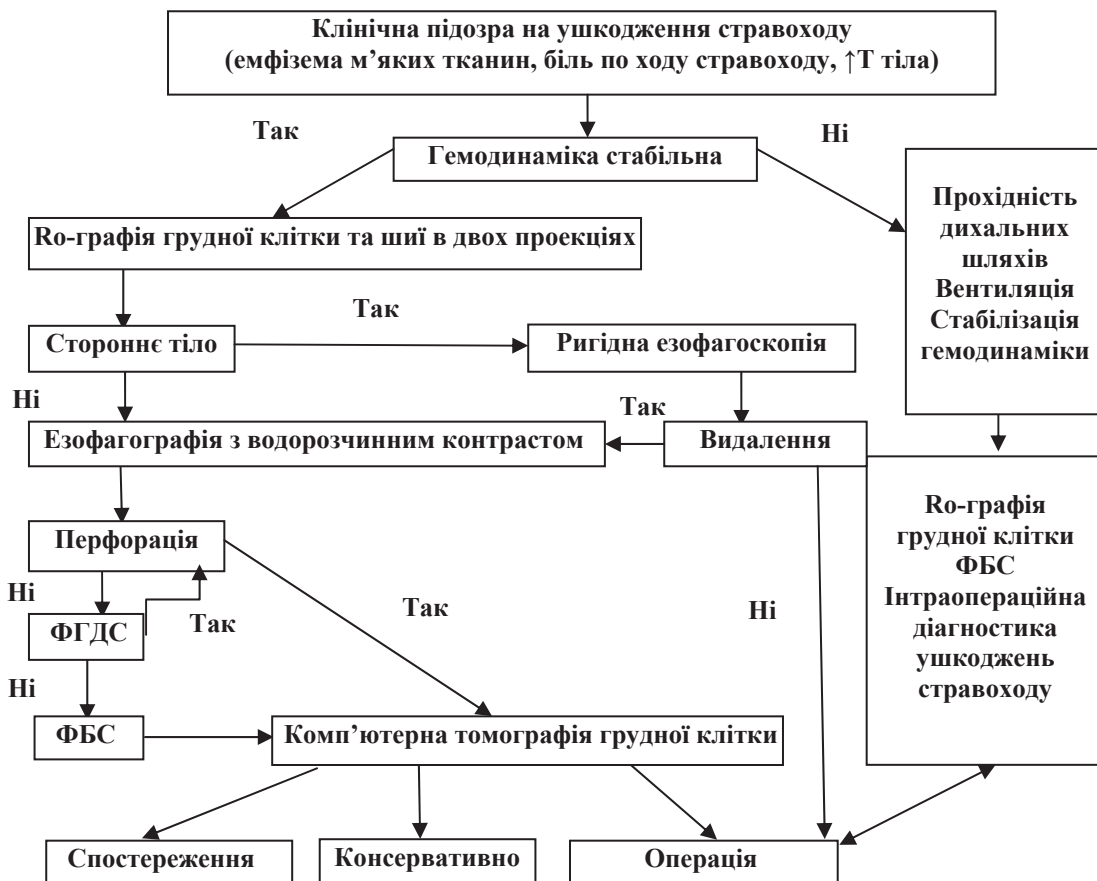 Клінічна підозра на ушкодження стравоходу
(емфізема м’яких тканин, біль по ходу стравоходу, ↑Т тіла)
Так
Ні
Гемодинаміка стабільна
Прохідність
дихальних
шляхів
Вентиляція
Стабілізація
гемодинаміки
Ro-графія грудної клітки та шиї в двох проекціях
Так
Стороннє тіло
Ригідна езофагоскопія
Ні
Так
Езофагографія з водорозчинним контрастом
Видалення
Ro-графія
грудної клітки
ФБС
Інтраопераційна
діагностика
ушкоджень
стравоходу
Перфорація
Ні
Так
Так
Ні
ФГДС
Ні
ФБС
Комп’ютерна томографія грудної клітки
Спостереження
Консервативно
Операція